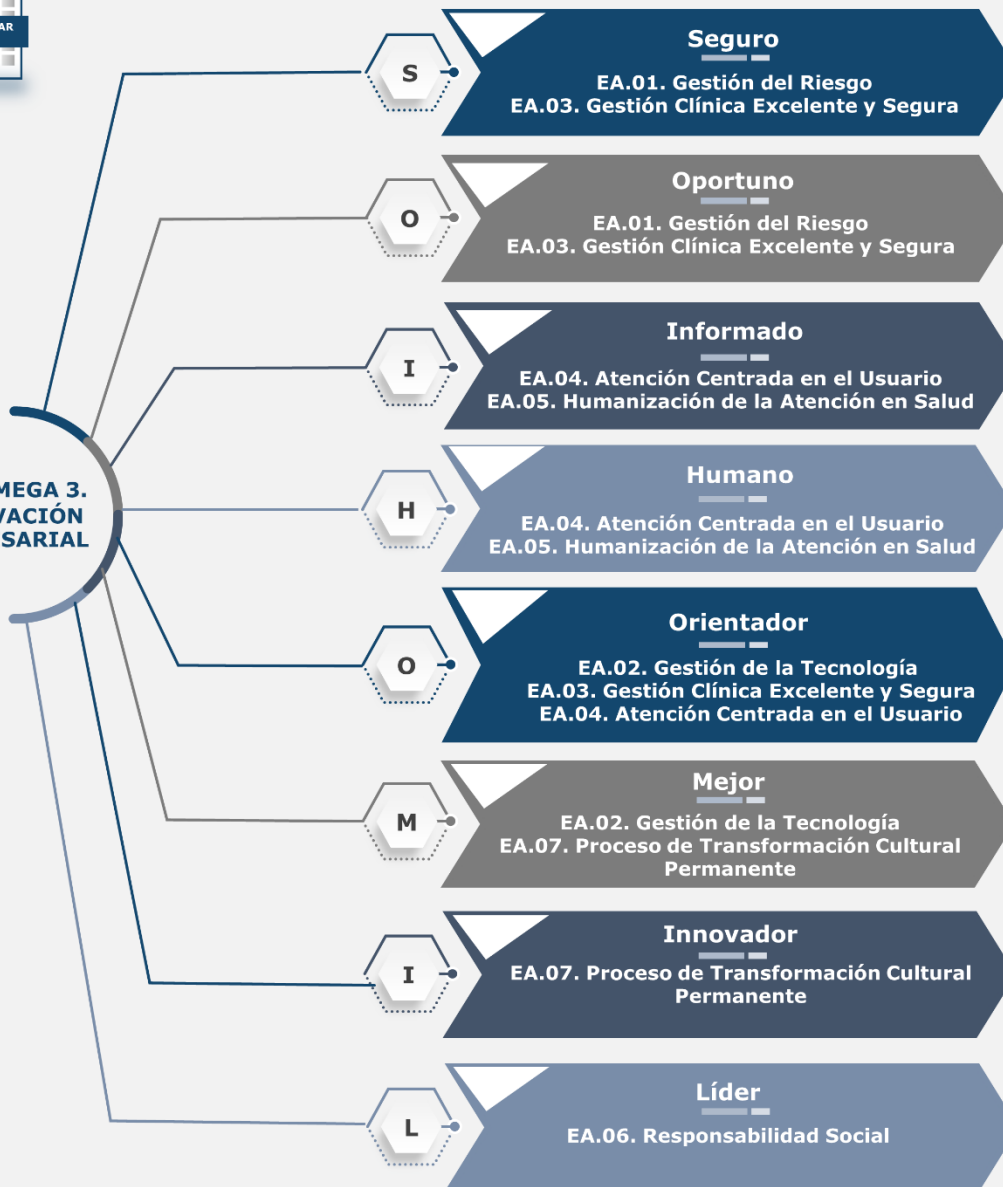 AR
S
Seguro
EA.01. Gestión del Riesgo
EA.03. Gestión Clínica Excelente y Segura
O
Oportuno
EA.01. Gestión del Riesgo
EA.03. Gestión Clínica Excelente y Segura
I
Informado
EA.04. Atención Centrada en el Usuario
EA.05. Humanización de la Atención en Salud
MEGA 3.
VACIÓN
SARIAL
H
Humano
EA.04. Atención Centrada en el Usuario
EA.05. Humanización de la Atención en Salud
O
Orientador
EA.02. Gestión de la Tecnología
EA.03. Gestión Clínica Excelente y Segura
EA.04. Atención Centrada en el Usuario
M
Mejor
EA.02. Gestión de la Tecnología
EA.07. Proceso de Transformación Cultural
Permanente
I
Innovador
EA.07. Proceso de Transformación Cultural
Permanente
L
Líder
EA.06. Responsabilidad Social